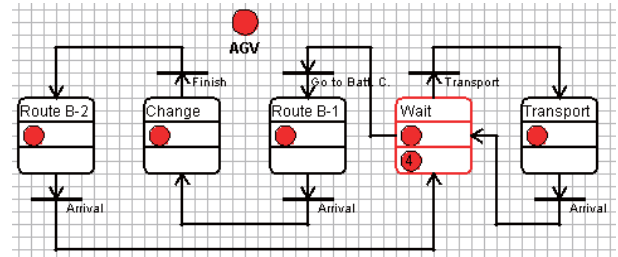 AGV
Finish
Go to Batt. C.
Transport
Route B-2
Change
Route B-1
Wait
Transport
4
Arrival
Arrival
Arrival